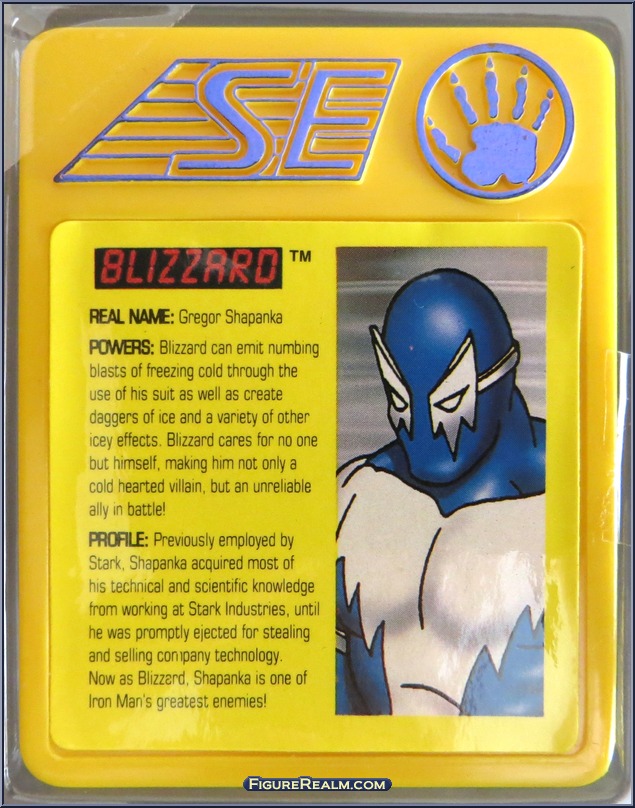 SE
BLIZZARD ™
REAL NAME: Gregor Shapanka
POWERS: Blizzard can emit numbing
blasts of freezing cold through the
use of his suit as well as create
daggers of ice and a variety of other
icey effects. Blizzard cares for no one
but himself, making him not only a
cold hearted villain, but an unreliable
ally in battle!
PROFILE: Previously employed by
Stark, Shapanka acquired most of
his technical and scientific knowledge
from working at Stark Industries, until
he was promptly ejected for stealing
and selling company technology.
Now as Blizzard, Shapanka is one of
Iron Man's greatest enemies!
FIGUREREALM.COM